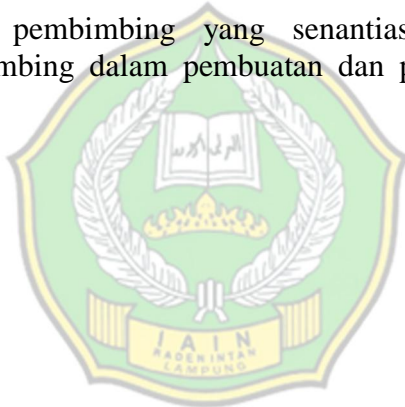 pembimbing yang senantias
mbing dalam pembuatan dan p
IAIN
RADEN INTAN
LAMPUNG